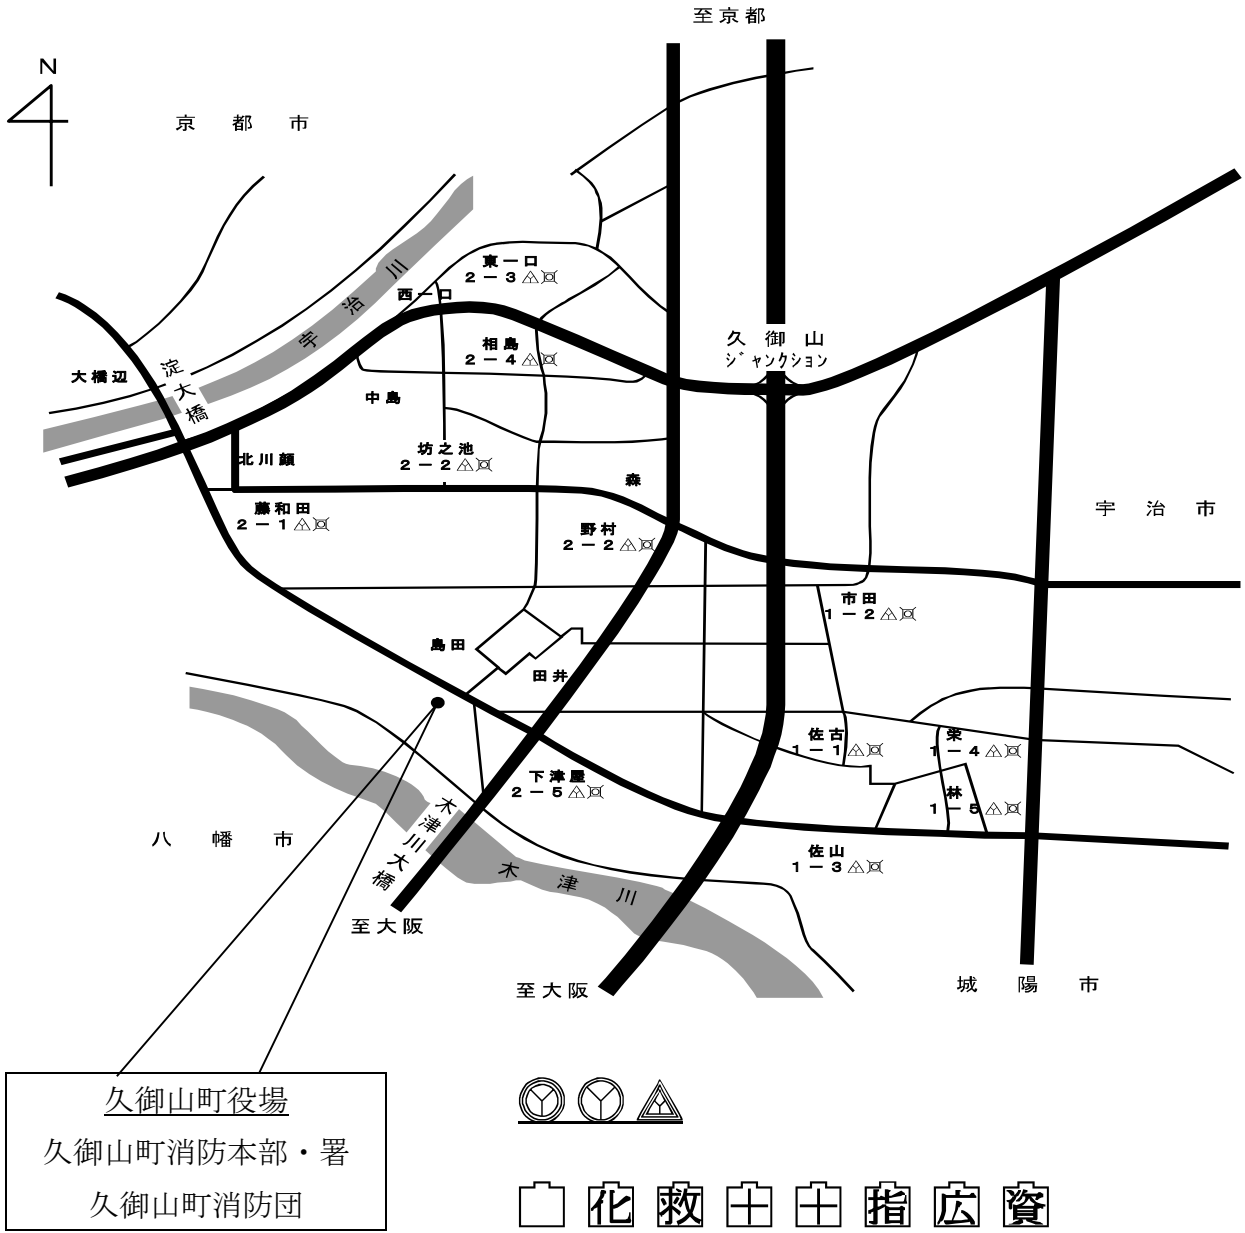 至京都
N
京都市
東一口
2－3
西一口
宇治川
久御山
ジャンクション
相島
2－4
大橋辺
淀大橋
中島
坊之池
2－2
北川顔
森
藤和田
2－1
野村
2－2
宇治市
市田
1－2
島田
田井
佐古
1－1
栄
1－4
下津屋
2－5
林
1－5
木津川大橋
八幡市
佐山
1－3
木津川
至大阪
至大阪
城陽市
久御山町役場
久御山町消防本部・署
久御山町消防団
化 救 十 十 指 広 資